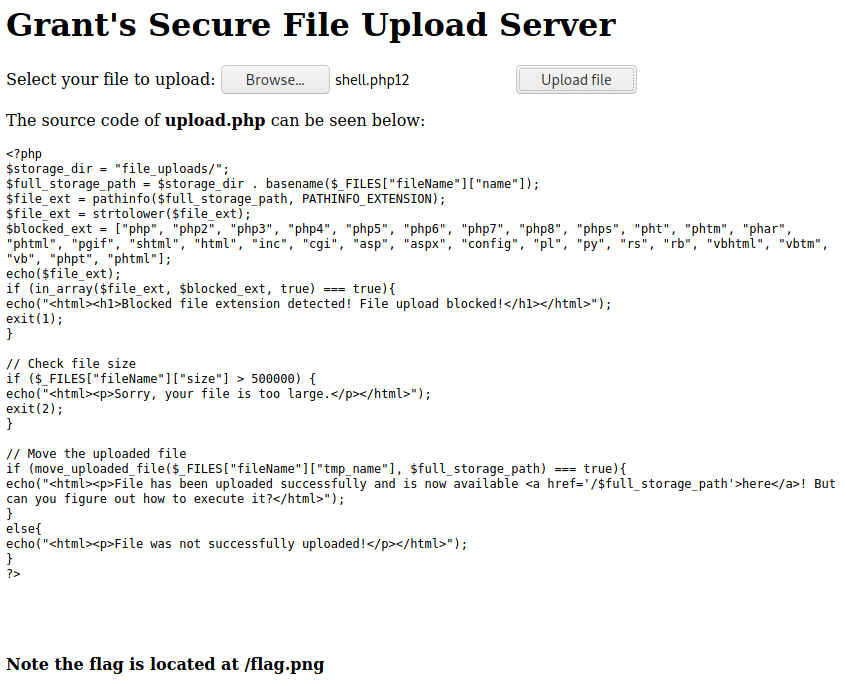 Grant's Secure File Upload Server
Select your file to upload: Browse... shell.php12 Upload file
The source code of upload.php can be seen below:
<?php
$storage_dir = "file_uploads/";
$full_storage_path = $storage_dir . basename($_FILES["fileName"]["name"]);
$file_ext = pathinfo($full_storage_path, PATHINFO_EXTENSION);
$file_ext = strtolower($file_ext);
$blocked_ext = ["php", "php2", "php3", "php4", "php5", "php6", "php7", "php8", "phps", "pht", "phtm", "phar",
"phtml", "pgif", "shtml", "html", "inc", "cgi", "asp", "aspx", "config", "pl", "py", "rs", "rb", "vbhtml", "vbtm",
"vb", "phpt", "phtml"];
echo($file_ext);
if (in_array($file_ext, $blocked_ext, true) === true){
echo("<html><h1>Blocked file extension detected! File upload blocked!</h1></html>");
exit(1);
}
// Check file size
if ($_FILES["fileName"]["size"] > 500000) {
echo("<html><p>Sorry, your file is too large.</p></html>");
exit(2);
}
// Move the uploaded file
if (move_uploaded_file($_FILES["fileName"]["tmp_name"], $full_storage_path) === true){
echo("<html><p>File has been uploaded successfully and is now available <a href='/$full_storage_path'>here</a>! But
can you figure out how to execute it?</html>");
}
else{
echo("<html><p>File was not successfully uploaded!</p></html>");
}
?>
Note the flag is located at /flag.png